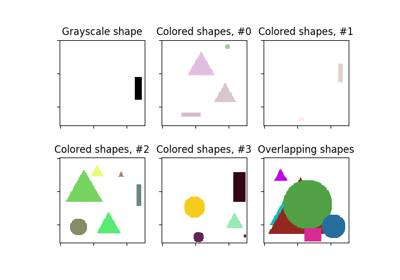 Grayscale shape
Colored shapes, #0
Colored shapes, #1
Colored shapes, #2
Colored shapes, #3
Overlapping shapes